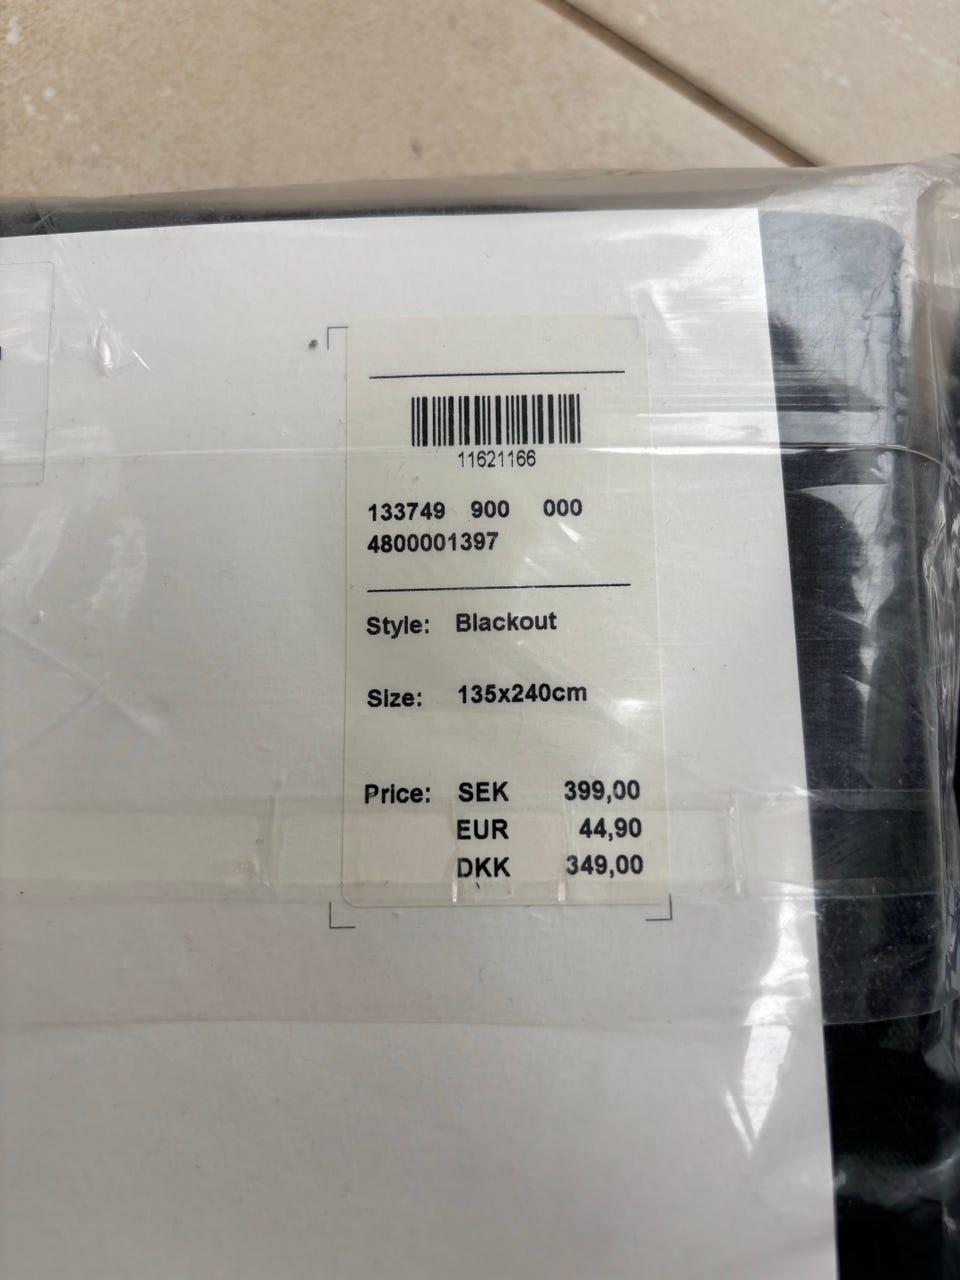 11621166
133749 900 000
4800001397
Style: Blackout
Size: 135x240cm
Price: SEK 399,00
EUR 44,90
DKK 349,00